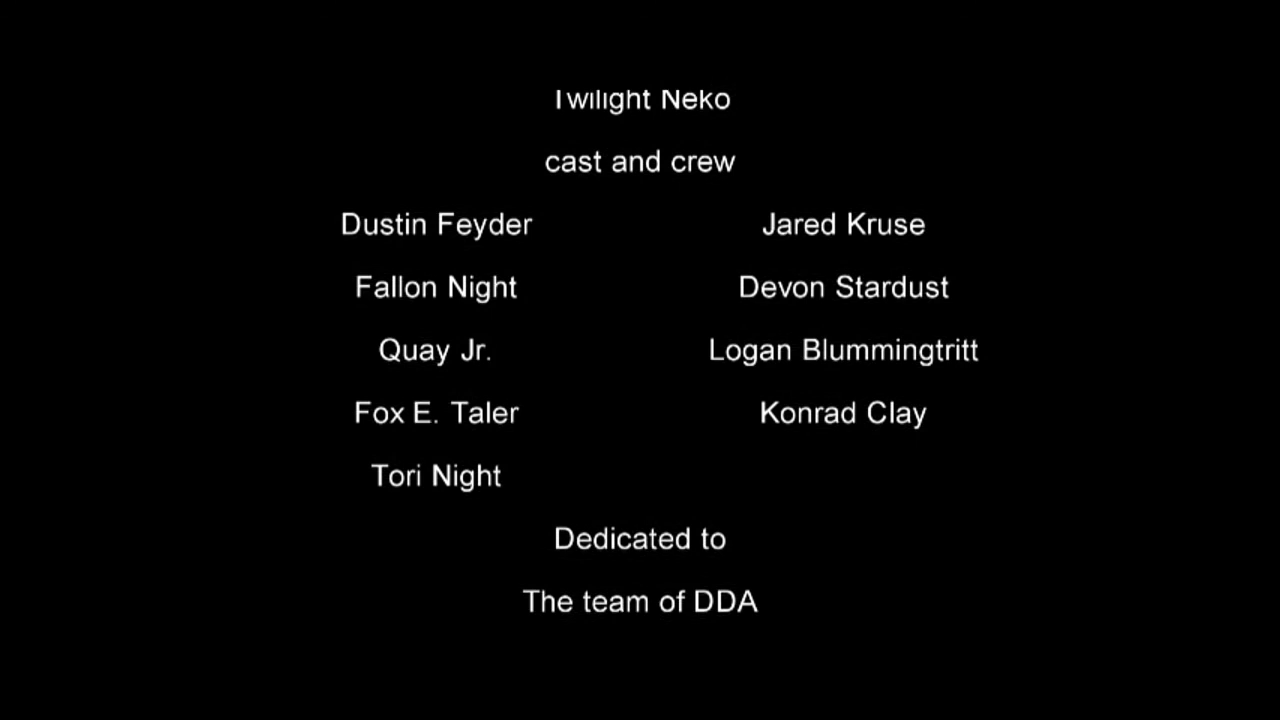 Twilight Neko
cast and crew
Dustin Feyder Jared Kruse
Fallon Night Devon Stardust
Quay Jr. Logan Blummingtritt
Fox E. Taler Konrad Clay
Tori Night
Dedicated to
The team of DDA